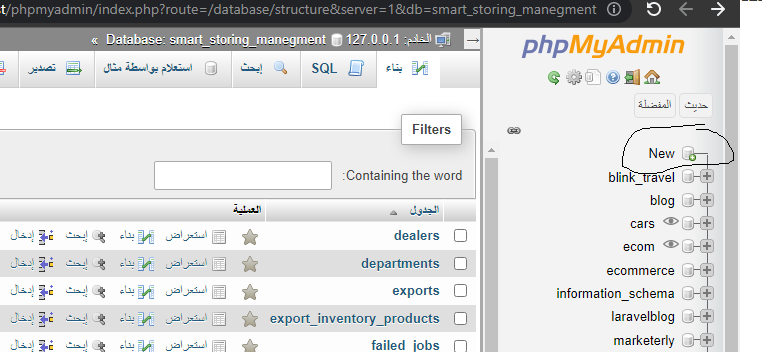 st/phpmyadmin/index.php?route=/database/structure&server=1&db=smart_storing_manegment
phpMyAdmin
حديث المفضلة
New
blink_travel
blog
cars
ecom
ecommerce
information_schema
laravelblog
marketerly
الخادم: 127.0.0.1 » Database: smart_storing_manegment »
بناء SQL إبحث استعلام بواسطة مثال تصدير
Filters
Containing the word:
الجدول العملية
dealers استعراض بناء إبحث إدخال
departments استعراض بناء إبحث إدخال
exports استعراض بناء إبحث إدخال
export_inventory_products استعراض بناء إبحث إدخال
failed_jobs استعراض بناء إبحث إدخال